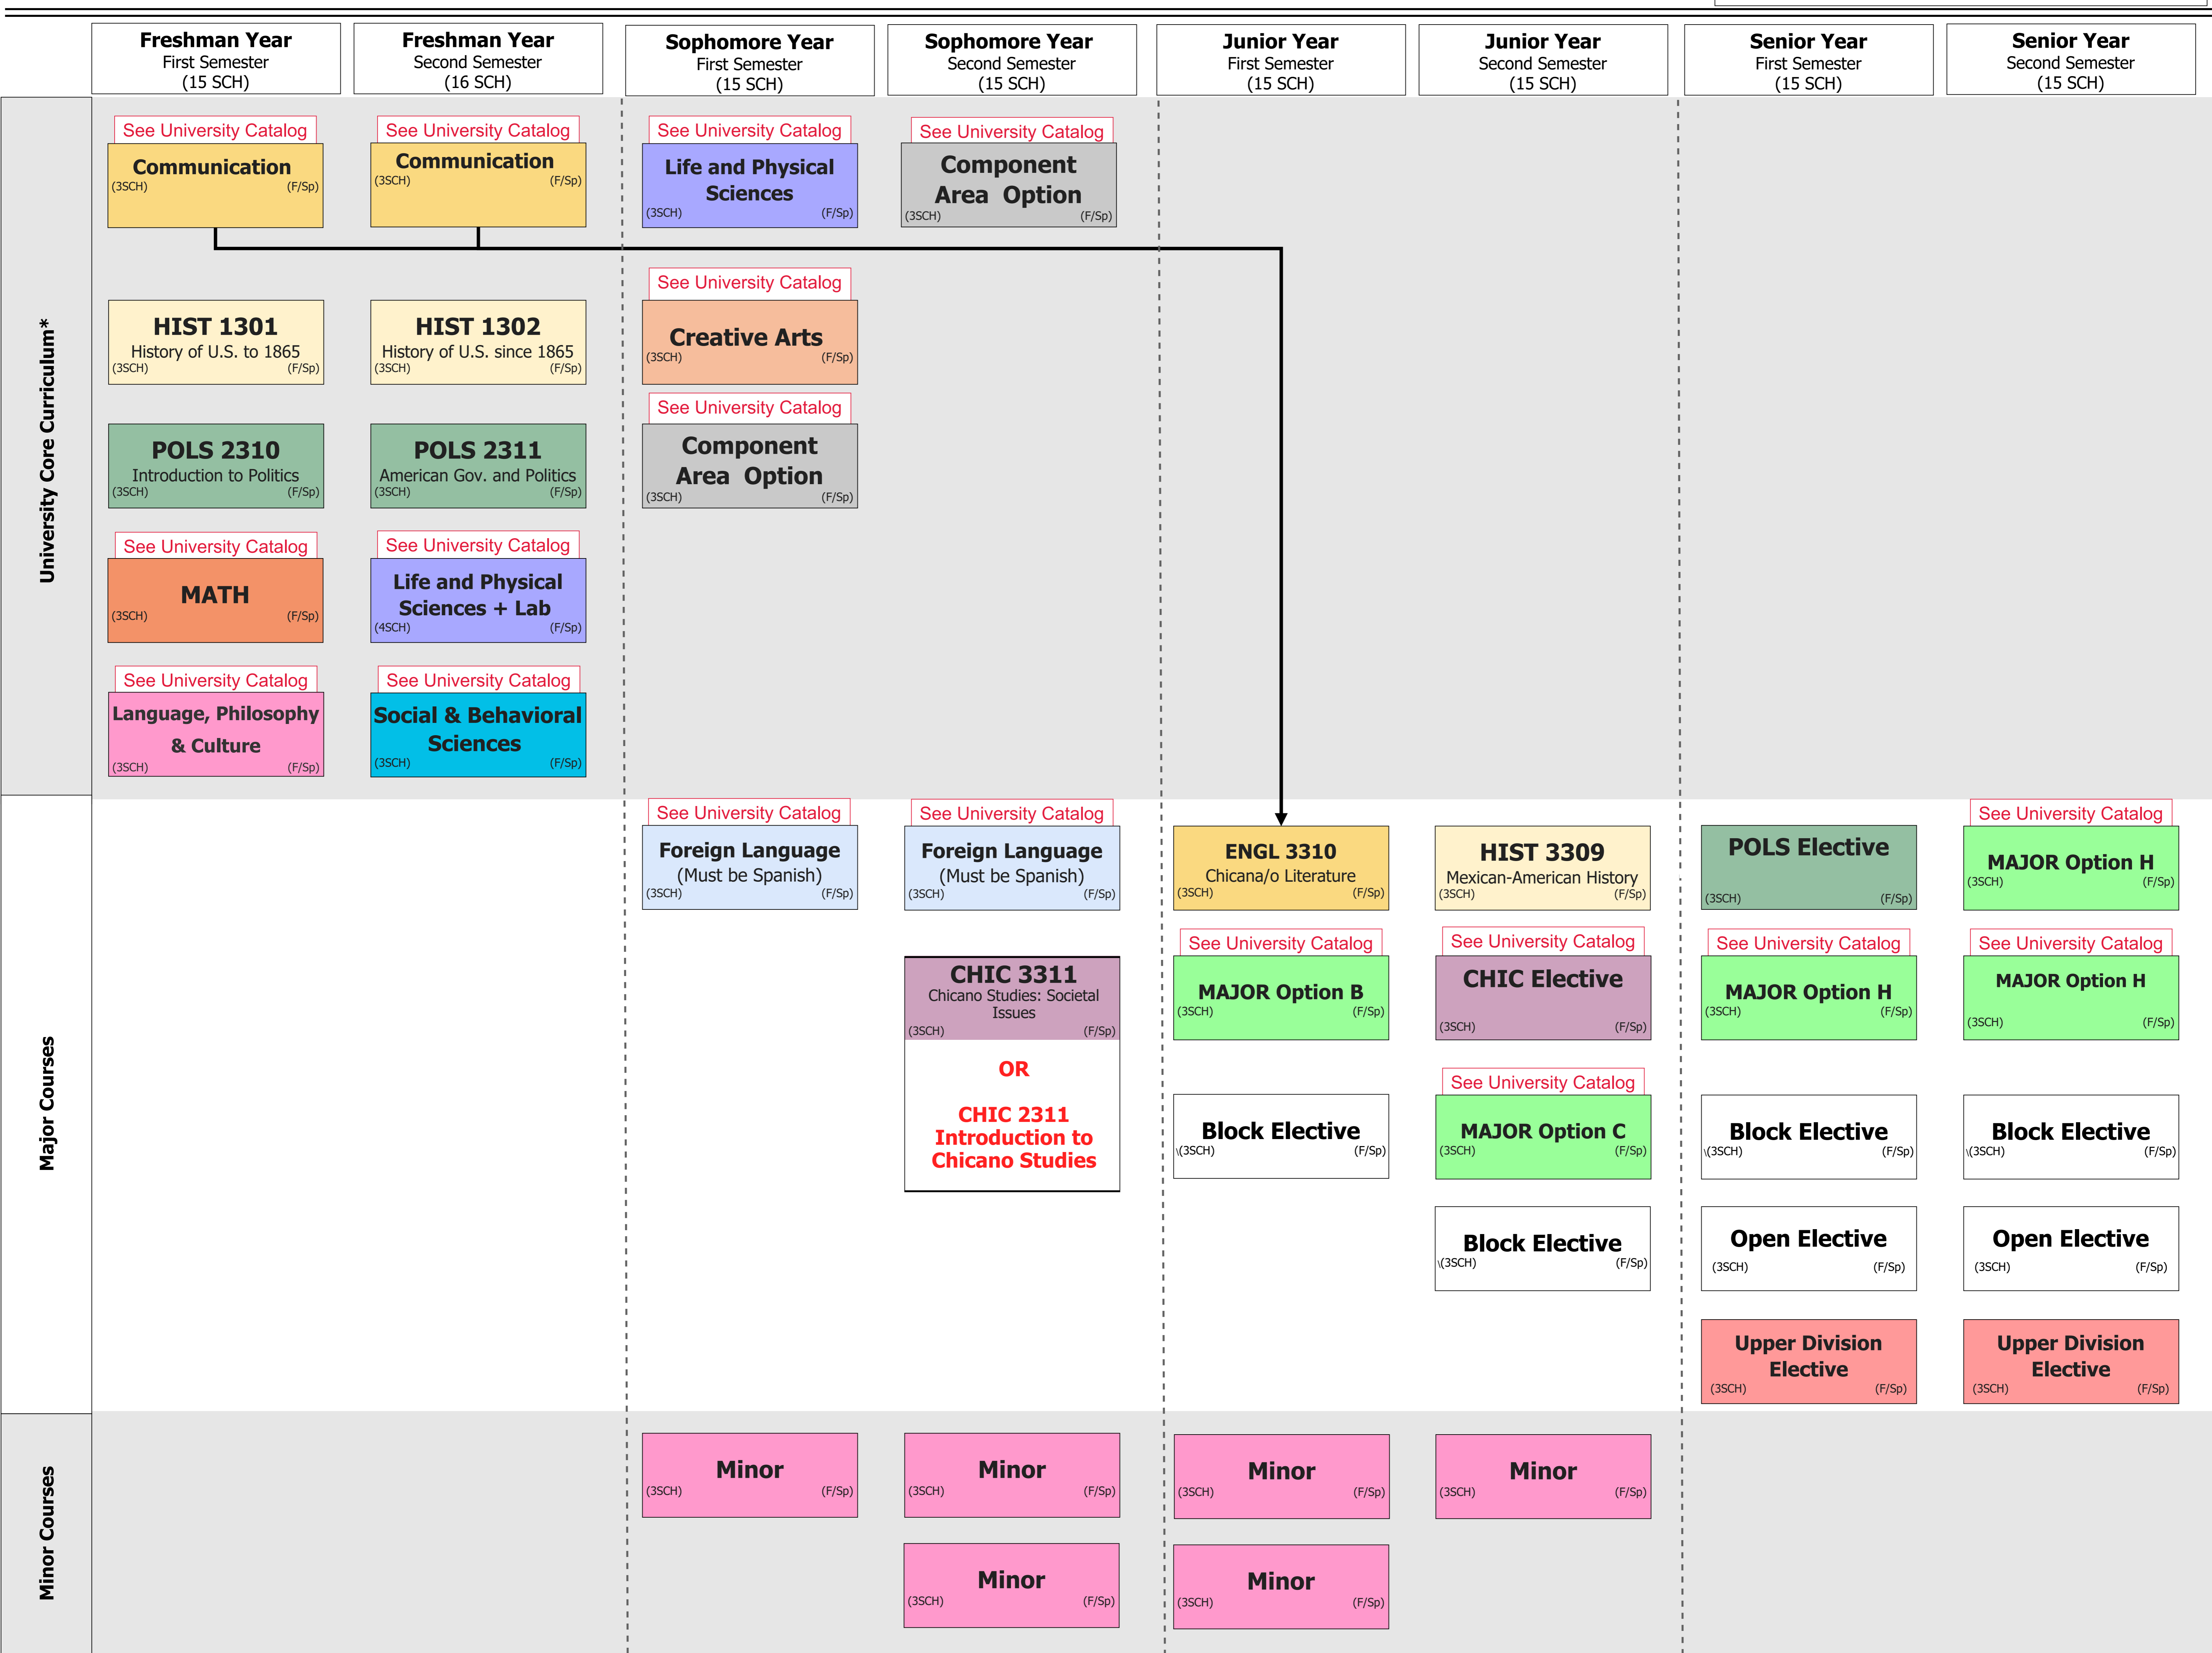 Freshman Year
First Semester
(15 SCH)
Freshman Year
Second Semester
(16 SCH)
Sophomore Year
First Semester
(15 SCH)
Sophomore Year
Second Semester
(15 SCH)
Junior Year
First Semester
(15 SCH)
Junior Year
Second Semester
(15 SCH)
Senior Year
First Semester
(15 SCH)
Senior Year
Second Semester
(15 SCH)
University Core Curriculum*
See University Catalog
Communication
(3SCH) (F/Sp)
See University Catalog
Communication
(3SCH) (F/Sp)
See University Catalog
Life and Physical
Sciences
(3SCH) (F/Sp)
See University Catalog
Component
Area Option
(3SCH) (F/Sp)
HIST 1301
History of U.S. to 1865
(3SCH) (F/Sp)
HIST 1302
History of U.S. since 1865
(3SCH) (F/Sp)
See University Catalog
Creative Arts
(3SCH) (F/Sp)
POLS 2310
Introduction to Politics
(3SCH) (F/Sp)
POLS 2311
American Gov. and Politics
(3SCH) (F/Sp)
See University Catalog
Component
Area Option
(3SCH) (F/Sp)
See University Catalog
MATH
(3SCH) (F/Sp)
See University Catalog
Life and Physical
Sciences + Lab
(4SCH) (F/Sp)
See University Catalog
Language, Philosophy
& Culture
(3SCH) (F/Sp)
See University Catalog
Social & Behavioral
Sciences
(3SCH) (F/Sp)
Major Courses
See University Catalog
Foreign Language
(Must be Spanish)
(3SCH) (F/Sp)
See University Catalog
Foreign Language
(Must be Spanish)
(3SCH) (F/Sp)
ENGL 3310
Chicana/o Literature
(3SCH) (F/Sp)
HIST 3309
Mexican-American History
(3SCH) (F/Sp)
POLS Elective
(3SCH) (F/Sp)
See University Catalog
MAJOR Option H
(3SCH) (F/Sp)
CHIC 3311
Chicano Studies: Societal
Issues
(3SCH) (F/Sp)
OR
CHIC 2311
Introduction to
Chicano Studies
See University Catalog
MAJOR Option B
(3SCH) (F/Sp)
See University Catalog
CHIC Elective
(3SCH) (F/Sp)
See University Catalog
MAJOR Option H
(3SCH) (F/Sp)
See University Catalog
MAJOR Option H
(3SCH) (F/Sp)
Block Elective
\(3SCH) (F/Sp)
See University Catalog
MAJOR Option C
(3SCH) (F/Sp)
Block Elective
\(3SCH) (F/Sp)
Block Elective
\(3SCH) (F/Sp)
Block Elective
\(3SCH) (F/Sp)
Open Elective
(3SCH) (F/Sp)
Open Elective
(3SCH) (F/Sp)
Upper Division
Elective
(3SCH) (F/Sp)
Upper Division
Elective
(3SCH) (F/Sp)
Minor Courses
Minor
(3SCH) (F/Sp)
Minor
(3SCH) (F/Sp)
Minor
(3SCH) (F/Sp)
Minor
(3SCH) (F/Sp)
Minor
(3SCH) (F/Sp)
Minor
(3SCH) (F/Sp)